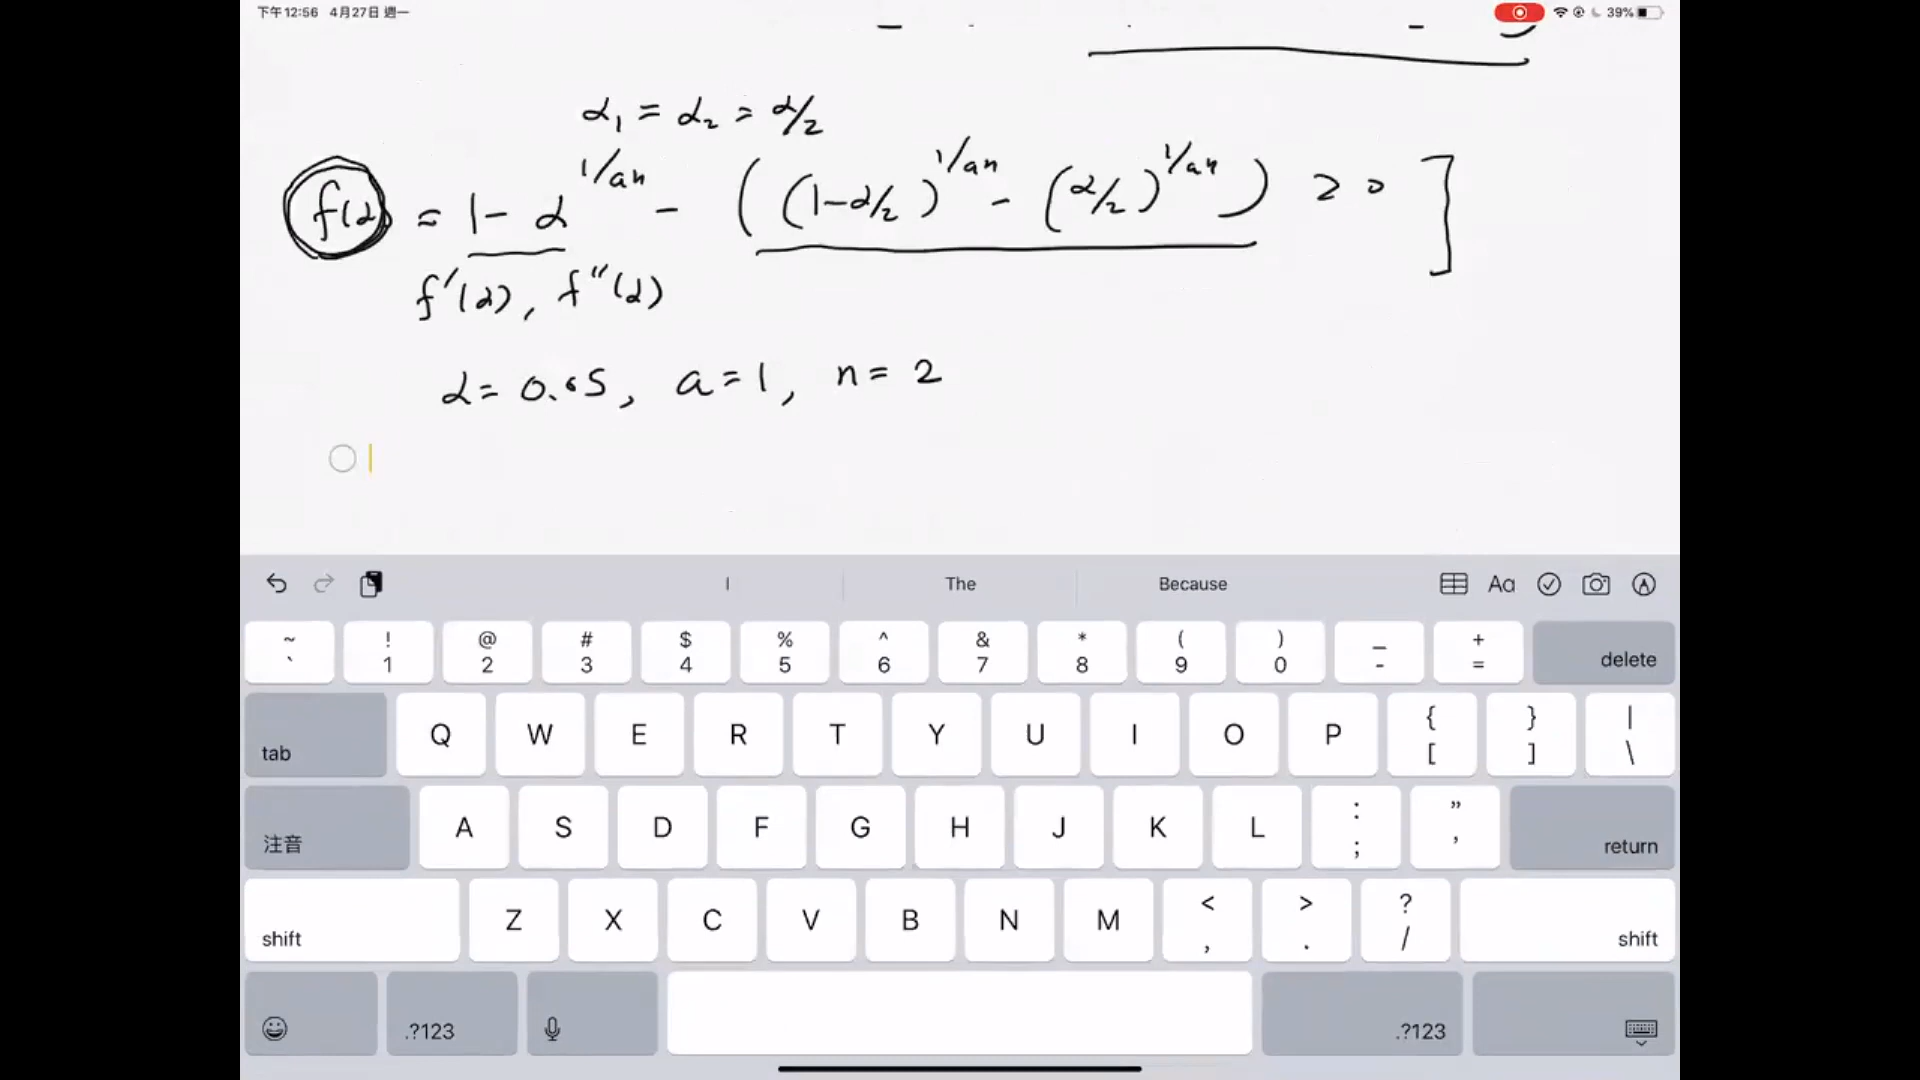 下午12:56 4月27日 週一 39%
α₁ = α₂ = α/2
f(α) = 1 - α^{1/an} - ( (1-α/2)^{1/an} - (α/2)^{1/an} ) ≥ 0 ]
f'(α), f''(α)
α = 0.05, a = 1, n = 2
I The Because Aa
~ ` ! 1 @ 2 # 3 $ 4 % 5 ^ 6 & 7 * 8 ( 9 ) 0 _ - + = delete
tab Q W E R T Y U I O P { [ } ] | \
注音 A S D F G H J K L : ; " ' return
shift Z X C V B N M < , > . ? / shift
.?123 .?123